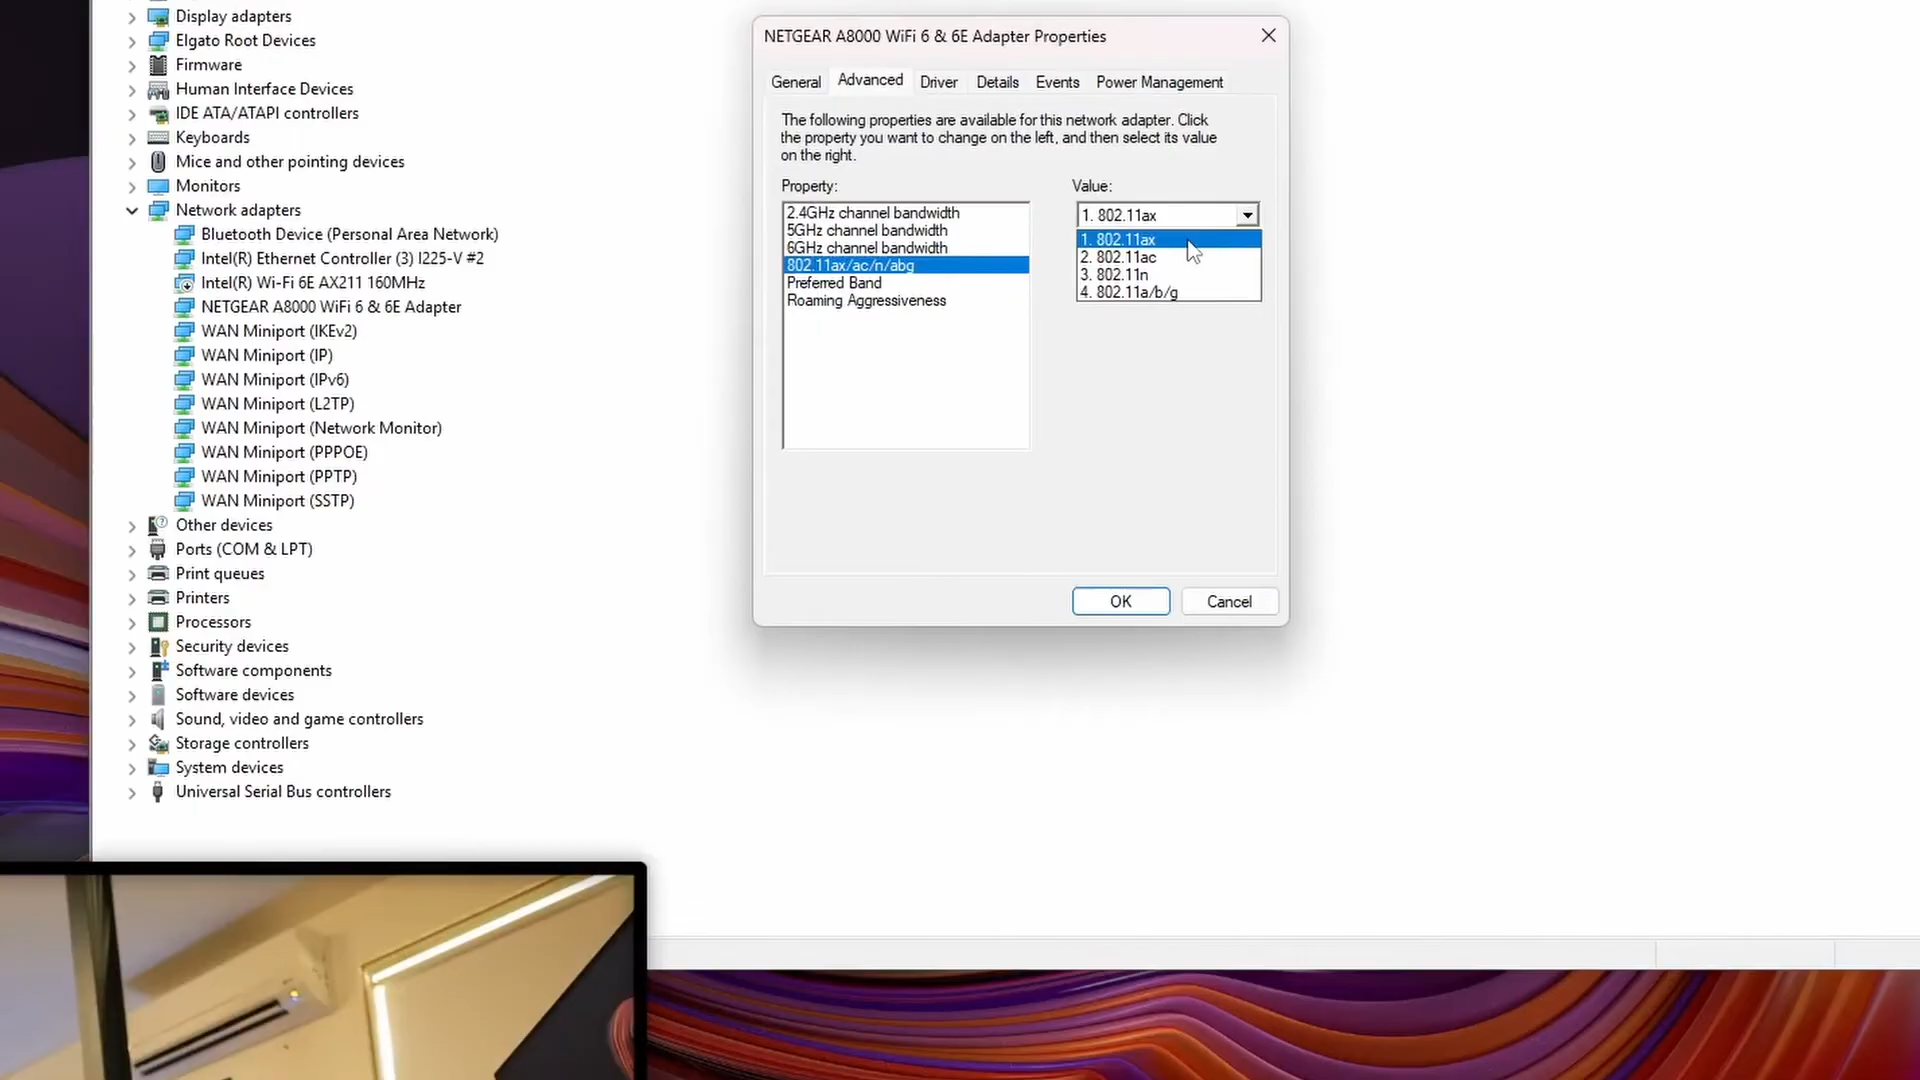 Display adapters
Elgato Root Devices
Firmware
Human Interface Devices
IDE ATA/ATAPI controllers
Keyboards
Mice and other pointing devices
Monitors
Network adapters
Bluetooth Device (Personal Area Network)
Intel(R) Ethernet Controller (3) I225-V #2
Intel(R) Wi-Fi 6E AX211 160MHz
NETGEAR A8000 WiFi 6 & 6E Adapter
WAN Miniport (IKEv2)
WAN Miniport (IP)
WAN Miniport (IPv6)
WAN Miniport (L2TP)
WAN Miniport (Network Monitor)
WAN Miniport (PPPOE)
WAN Miniport (PPTP)
WAN Miniport (SSTP)
Other devices
Ports (COM & LPT)
Print queues
Printers
Processors
Security devices
Software components
Software devices
Sound, video and game controllers
Storage controllers
System devices
Universal Serial Bus controllers
NETGEAR A8000 WiFi 6 & 6E Adapter Properties
General Advanced Driver Details Events Power Management
The following properties are available for this network adapter. Click
the property you want to change on the left, and then select its value
on the right.
Property:
2.4GHz channel bandwidth
5GHz channel bandwidth
6GHz channel bandwidth
802.11ax/ac/n/abg
Preferred Band
Roaming Aggressiveness
Value:
1. 802.11ax
1. 802.11ax
2. 802.11ac
3. 802.11n
4. 802.11a/b/g
OK Cancel